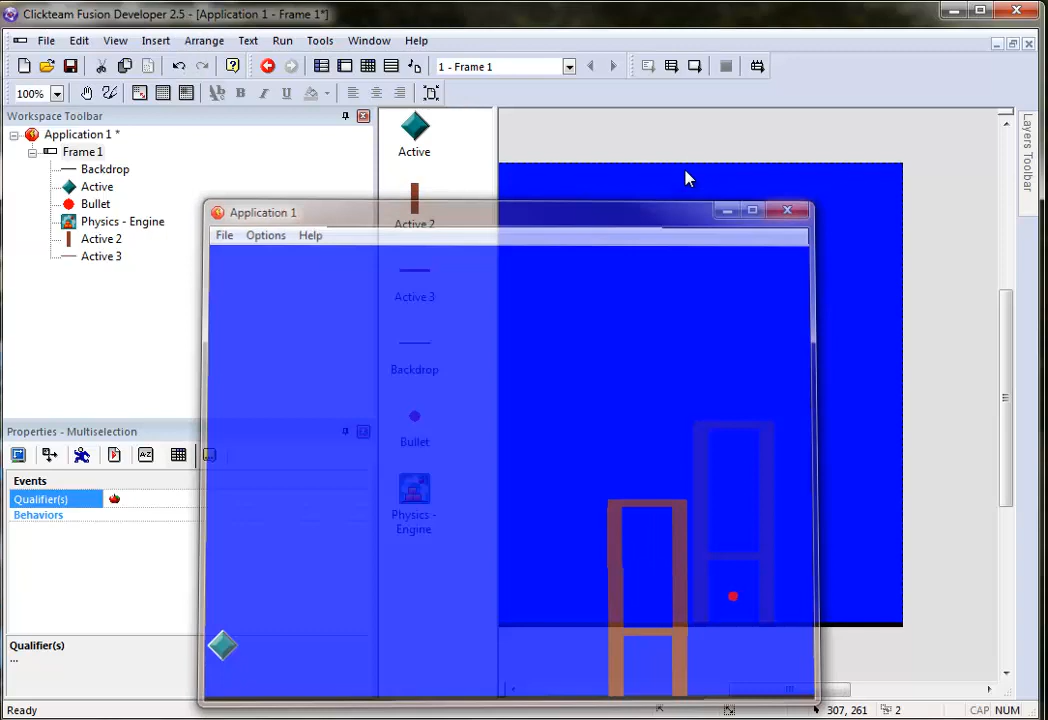 Clickteam Fusion Developer 2.5 - [Application 1 - Frame 1*]
File Edit View Insert Arrange Text Run Tools Window Help
1 - Frame 1
100% B I U
Workspace Toolbar
Application 1 *
Frame 1
Backdrop
Active
Bullet
Physics - Engine
Active 2
Active 3
Properties - Multiselection
Events
Qualifier(s)
Behaviors
Qualifier(s)
...
Active
Active 2
Active 3
Backdrop
Bullet
Physics -
Engine
Application 1
File Options Help
Layers Toolbar
Ready 307, 261 2 CAP NUM